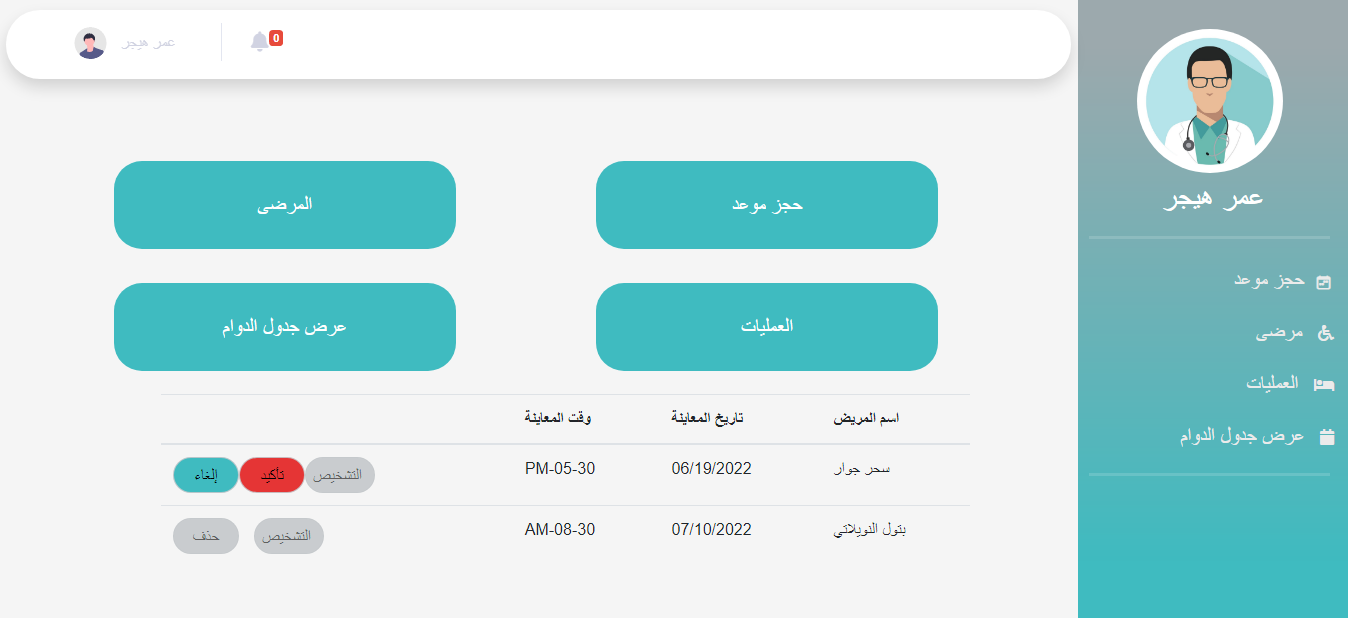 عمر هيجر
0
عمر هيجر
حجز موعد
مرضى
العمليات
عرض جدول الدوام
حجز موعد
المرضى
العمليات
عرض جدول الدوام
اسم المريض تاريخ المعاينة وقت المعاينة
سحر جوار 06/19/2022 PM-05-30 التشخيص تأكيد إلغاء
بتول النويلاتي 07/10/2022 AM-08-30 التشخيص حذف